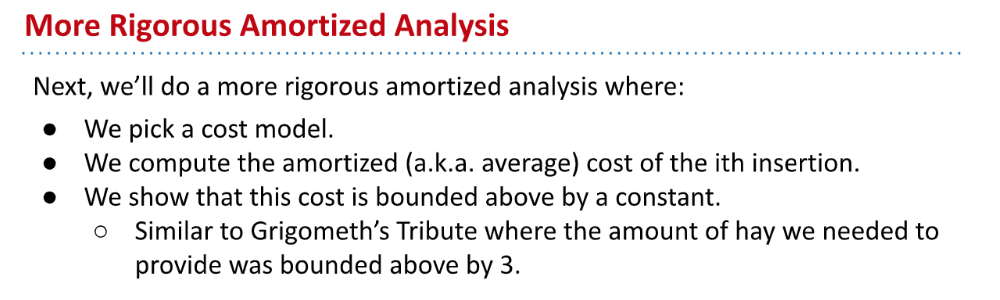 More Rigorous Amortized Analysis
Next, we’ll do a more rigorous amortized analysis where:
● We pick a cost model.
● We compute the amortized (a.k.a. average) cost of the ith insertion.
● We show that this cost is bounded above by a constant.
○ Similar to Grigometh’s Tribute where the amount of hay we needed to
provide was bounded above by 3.